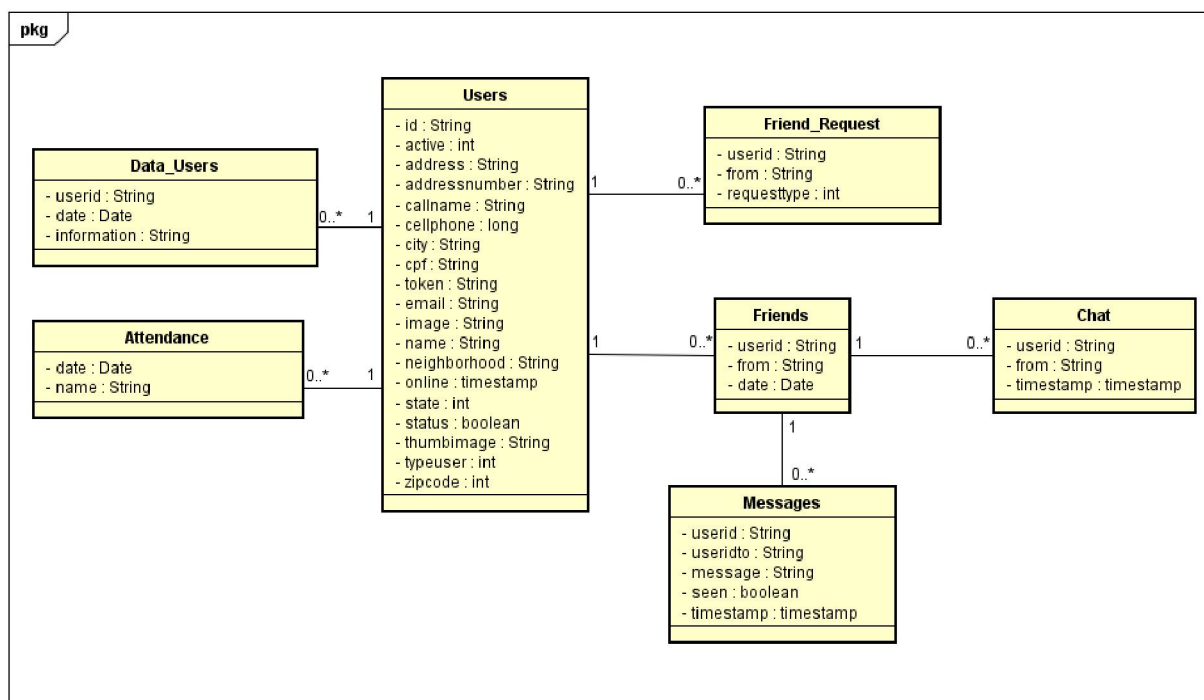 pkg
Users
- id : String
- active : int
- address : String
- addressnumber : String
- callname : String
- cellphone : long
- city : String
- cpf : String
- token : String
- email : String
- image : String
- name : String
- neighborhood : String
- online : timestamp
- state : int
- status : boolean
- thumbimage : String
- typeuser : int
- zipcode : int
Data_Users
- userid : String
- date : Date
- information : String
0..* 1
Attendance
- date : Date
- name : String
0..* 1
Friend_Request
- userid : String
- from : String
- requesttype : int
1 0..*
Friends
- userid : String
- from : String
- date : Date
1 0..*
Chat
- userid : String
- from : String
- timestamp : timestamp
1 0..*
1
0..*
Messages
- userid : String
- useridto : String
- message : String
- seen : boolean
- timestamp : timestamp